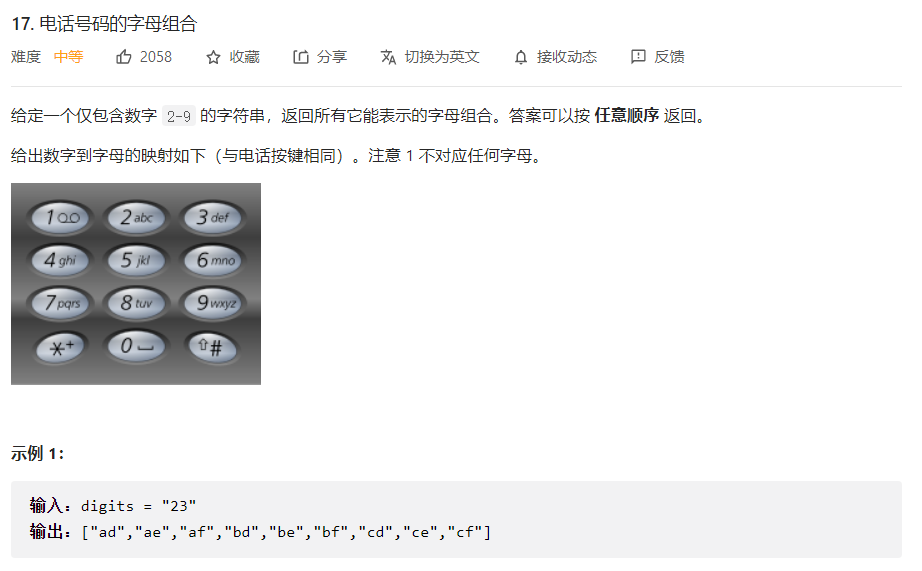 17. 电话号码的字母组合
难度 中等 2058 收藏 分享 切换为英文 接收动态 反馈
给定一个仅包含数字 2-9 的字符串，返回所有它能表示的字母组合。答案可以按 任意顺序 返回。
给出数字到字母的映射如下（与电话按键相同）。注意 1 不对应任何字母。
1 2 abc 3 def
4 ghi 5 jkl 6 mno
7 pqrs 8 tuv 9 wxyz
* + 0 #
示例 1：
输入：digits = "23"
输出：["ad","ae","af","bd","be","bf","cd","ce","cf"]